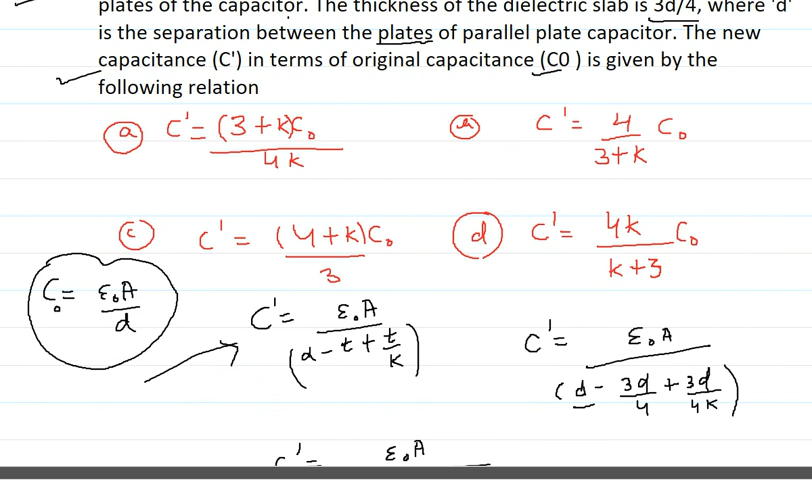 plates of the capacitor. The thickness of the dielectric slab is 3d/4, where 'd'
is the separation between the plates of parallel plate capacitor. The new
capacitance (C') in terms of original capacitance (C0 ) is given by the
following relation
(a) C' = (3+k)C₀ / 4k
C' = 4 / 3+k C₀
(c) C' = (4+k)C₀ / 3
(d) C' = 4k / k+3 C₀
C₀ = ε₀A / d
C' = ε₀A / (d - t + t/k)
C' = ε₀A / (d - 3d/4 + 3d/4k)
C' = ε₀A